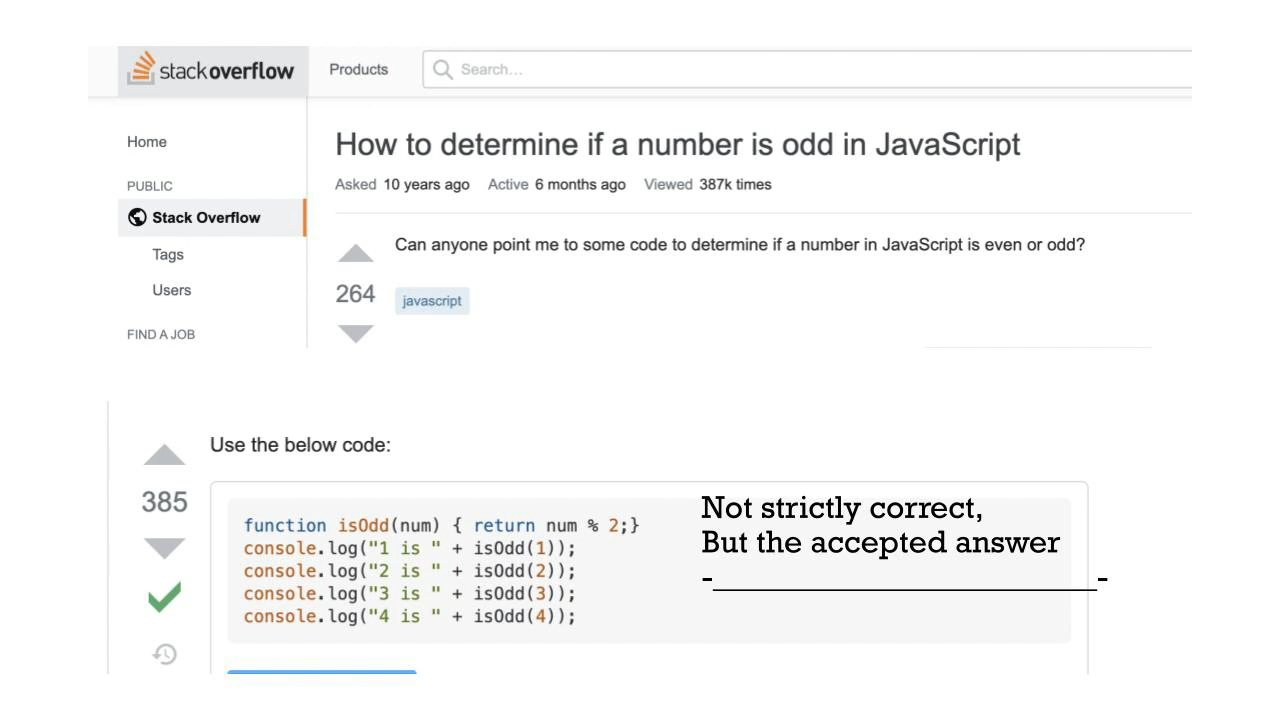 stackoverflow Products Search...
Home
PUBLIC
Stack Overflow
Tags
Users
FIND A JOB
How to determine if a number is odd in JavaScript
Asked 10 years ago Active 6 months ago Viewed 387k times
Can anyone point me to some code to determine if a number in JavaScript is even or odd?
264
javascript
Use the below code:
385
function isOdd(num) { return num % 2;}
console.log("1 is " + isOdd(1));
console.log("2 is " + isOdd(2));
console.log("3 is " + isOdd(3));
console.log("4 is " + isOdd(4));
Not strictly correct,
But the accepted answer
-____________________-